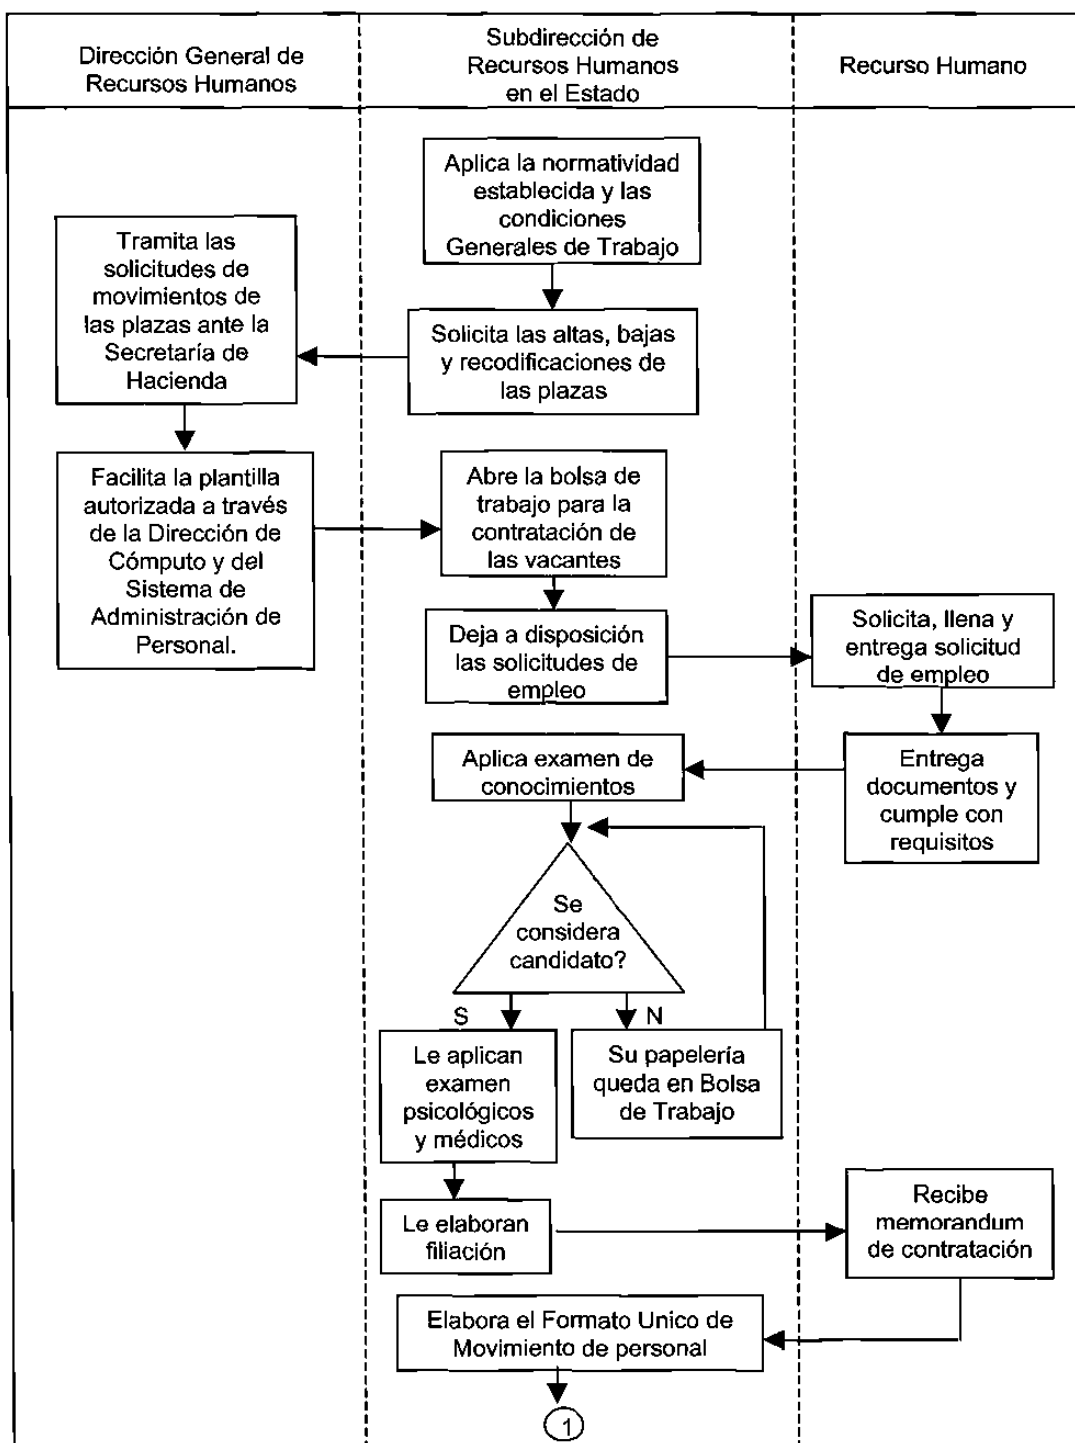 Dirección General de
Recursos Humanos
Subdirección de
Recursos Humanos
en el Estado
Recurso Humano
Aplica la normatividad
establecida y las
condiciones
Generales de Trabajo
Tramita las
solicitudes de
movimientos de
las plazas ante la
Secretaría de
Hacienda
Solicita las altas, bajas
y recodificaciones de
las plazas
Facilita la plantilla
autorizada a través
de la Dirección de
Cómputo y del
Sistema de
Administración de
Personal.
Abre la bolsa de
trabajo para la
contratación de
las vacantes
Deja a disposición
las solicitudes de
empleo
Solicita, llena y
entrega solicitud
de empleo
Aplica examen de
conocimientos
Entrega
documentos y
cumple con
requisitos
Se
considera
candidato?
S
N
Le aplican
examen
psicológicos
y médicos
Su papelería
queda en Bolsa
de Trabajo
Le elaboran
filiación
Recibe
memorandum
de contratación
Elabora el Formato Unico de
Movimiento de personal
1